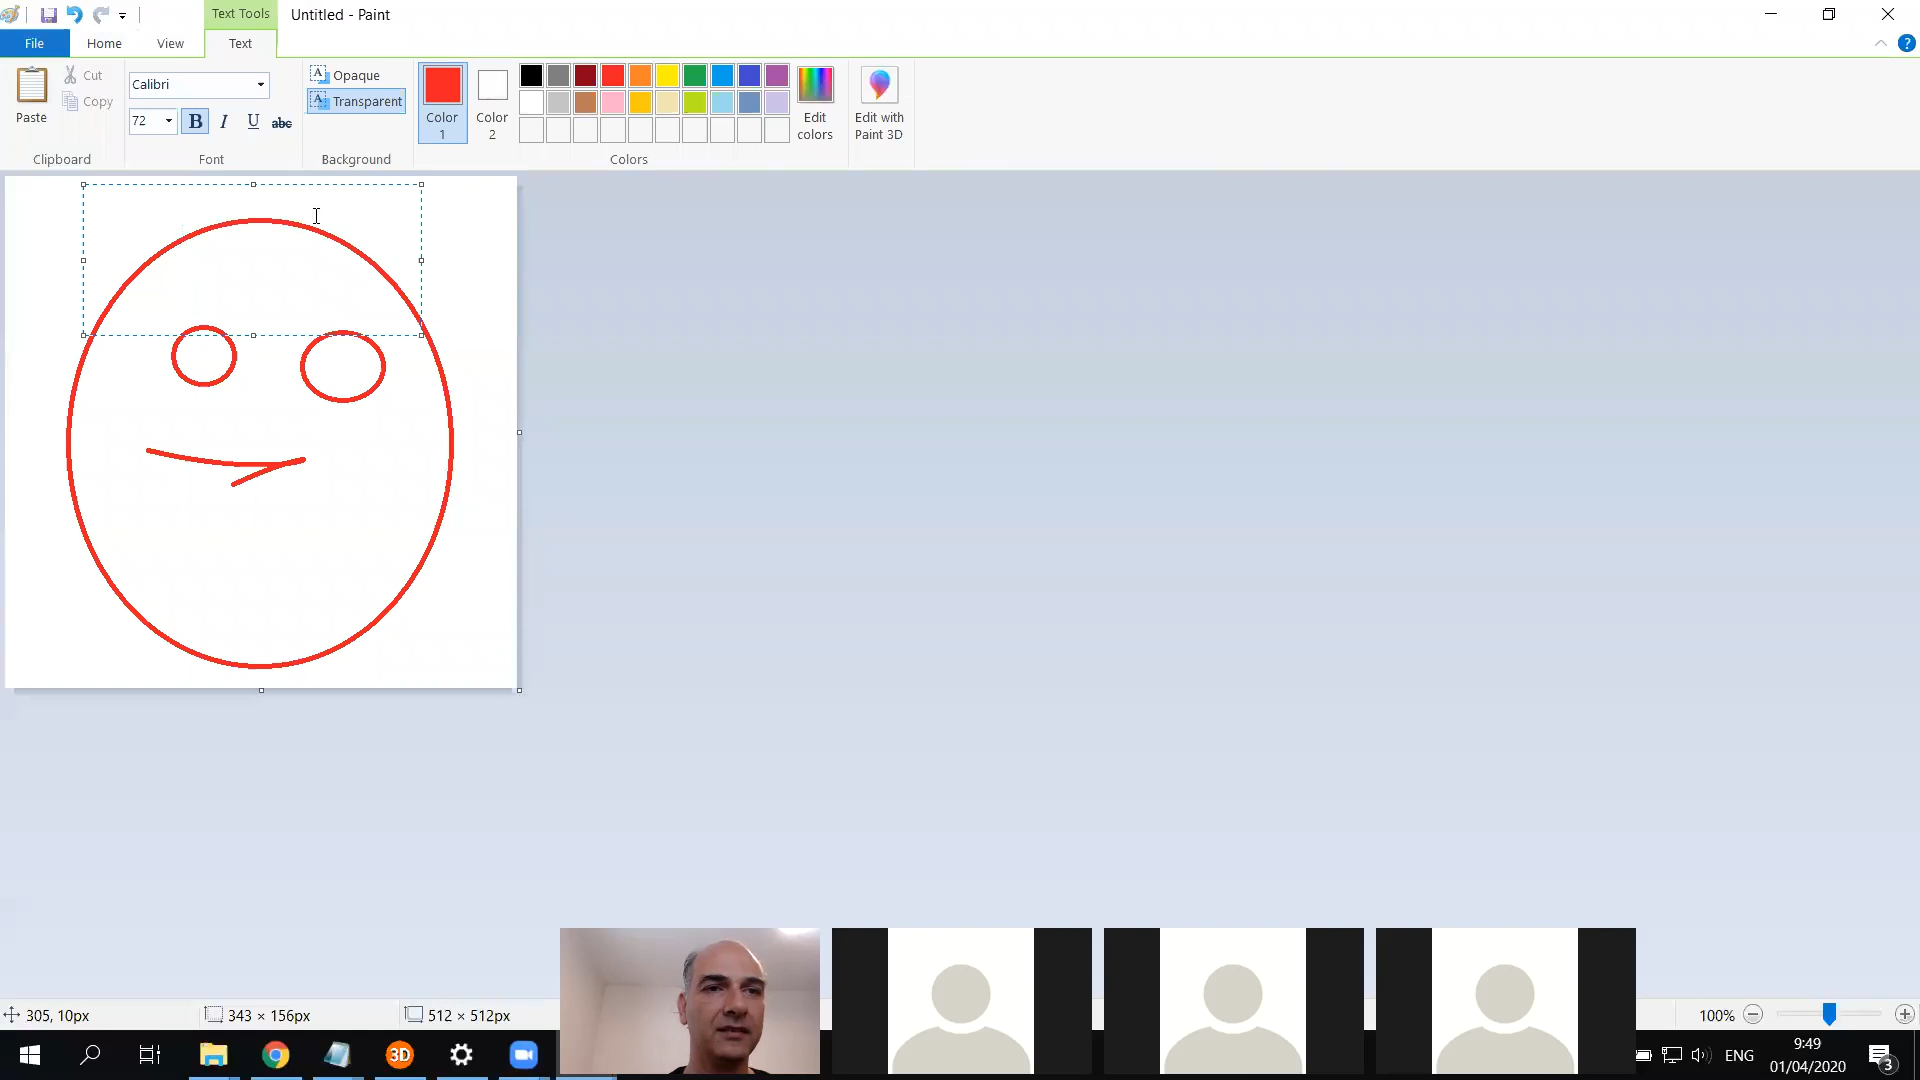 Text Tools
Untitled - Paint
File
Home
View
Text
Paste
Cut
Copy
Clipboard
Calibri
72
B
I
U
abc
Font
A Opaque
A Transparent
Background
Color
1
Color
2
Colors
Edit
colors
Edit with
Paint 3D
?
305, 10px
343 × 156px
512 × 512px
100%
3D
ENG
9:49
01/04/2020
3